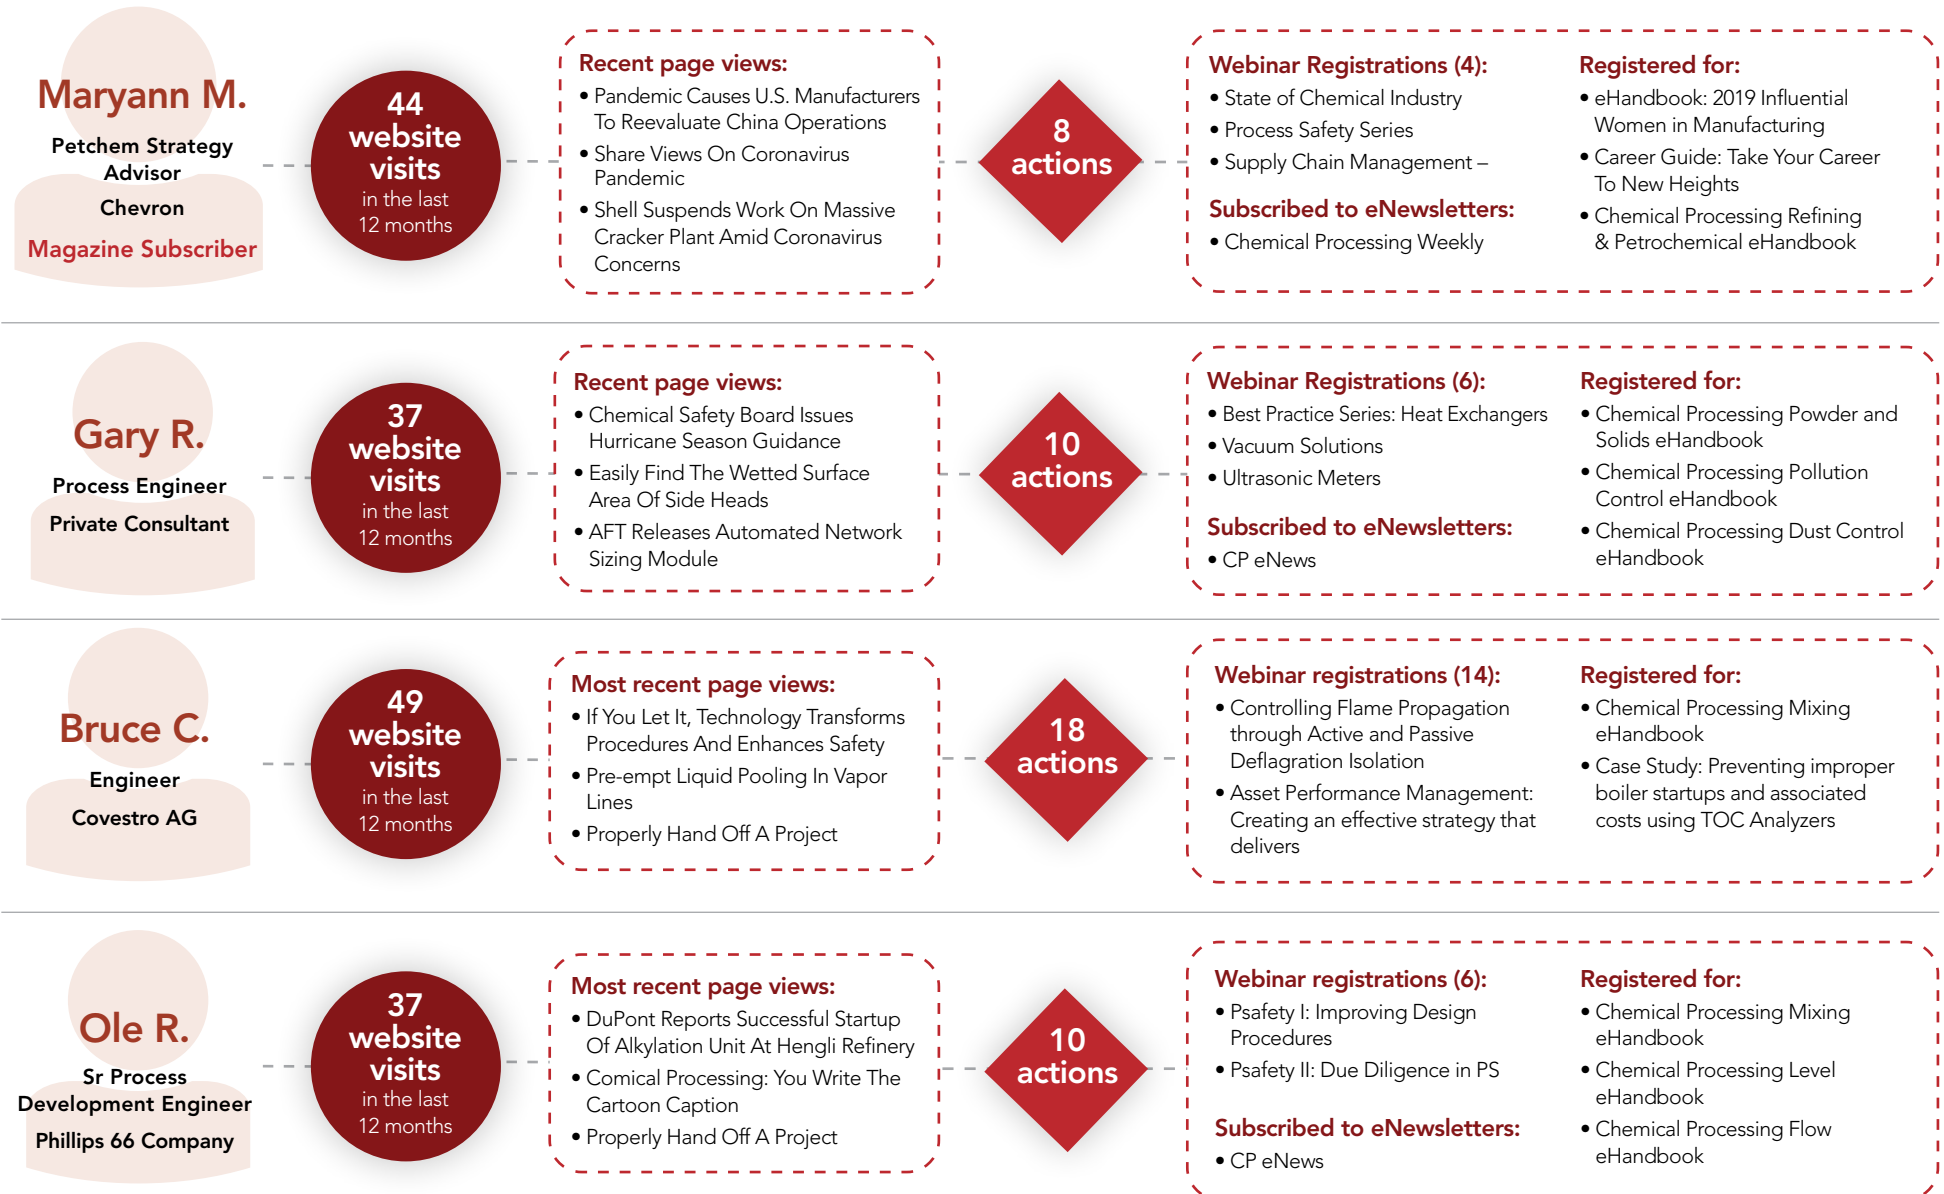 Maryann M.
Petchem Strategy
Advisor
Chevron
Magazine Subscriber
44
website
visits
in the last
12 months
Recent page views:
• Pandemic Causes U.S. Manufacturers
To Reevaluate China Operations
• Share Views On Coronavirus
Pandemic
• Shell Suspends Work On Massive
Cracker Plant Amid Coronavirus
Concerns
8
actions
Webinar Registrations (4):
• State of Chemical Industry
• Process Safety Series
• Supply Chain Management –
Subscribed to eNewsletters:
• Chemical Processing Weekly
Registered for:
• eHandbook: 2019 Influential
Women in Manufacturing
• Career Guide: Take Your Career
To New Heights
• Chemical Processing Refining
& Petrochemical eHandbook
Gary R.
Process Engineer
Private Consultant
37
website
visits
in the last
12 months
Recent page views:
• Chemical Safety Board Issues
Hurricane Season Guidance
• Easily Find The Wetted Surface
Area Of Side Heads
• AFT Releases Automated Network
Sizing Module
10
actions
Webinar Registrations (6):
• Best Practice Series: Heat Exchangers
• Vacuum Solutions
• Ultrasonic Meters
Subscribed to eNewsletters:
• CP eNews
Registered for:
• Chemical Processing Powder and
Solids eHandbook
• Chemical Processing Pollution
Control eHandbook
• Chemical Processing Dust Control
eHandbook
Bruce C.
Engineer
Covestro AG
49
website
visits
in the last
12 months
Most recent page views:
• If You Let It, Technology Transforms
Procedures And Enhances Safety
• Pre-empt Liquid Pooling In Vapor
Lines
• Properly Hand Off A Project
18
actions
Webinar registrations (14):
• Controlling Flame Propagation
through Active and Passive
Deflagration Isolation
• Asset Performance Management:
Creating an effective strategy that
delivers
Registered for:
• Chemical Processing Mixing
eHandbook
• Case Study: Preventing improper
boiler startups and associated
costs using TOC Analyzers
Ole R.
Sr Process
Development Engineer
Phillips 66 Company
37
website
visits
in the last
12 months
Most recent page views:
• DuPont Reports Successful Startup
Of Alkylation Unit At Hengli Refinery
• Comical Processing: You Write The
Cartoon Caption
• Properly Hand Off A Project
10
actions
Webinar registrations (6):
• Psafety I: Improving Design
Procedures
• Psafety II: Due Diligence in PS
Subscribed to eNewsletters:
• CP eNews
Registered for:
• Chemical Processing Mixing
eHandbook
• Chemical Processing Level
eHandbook
• Chemical Processing Flow
eHandbook